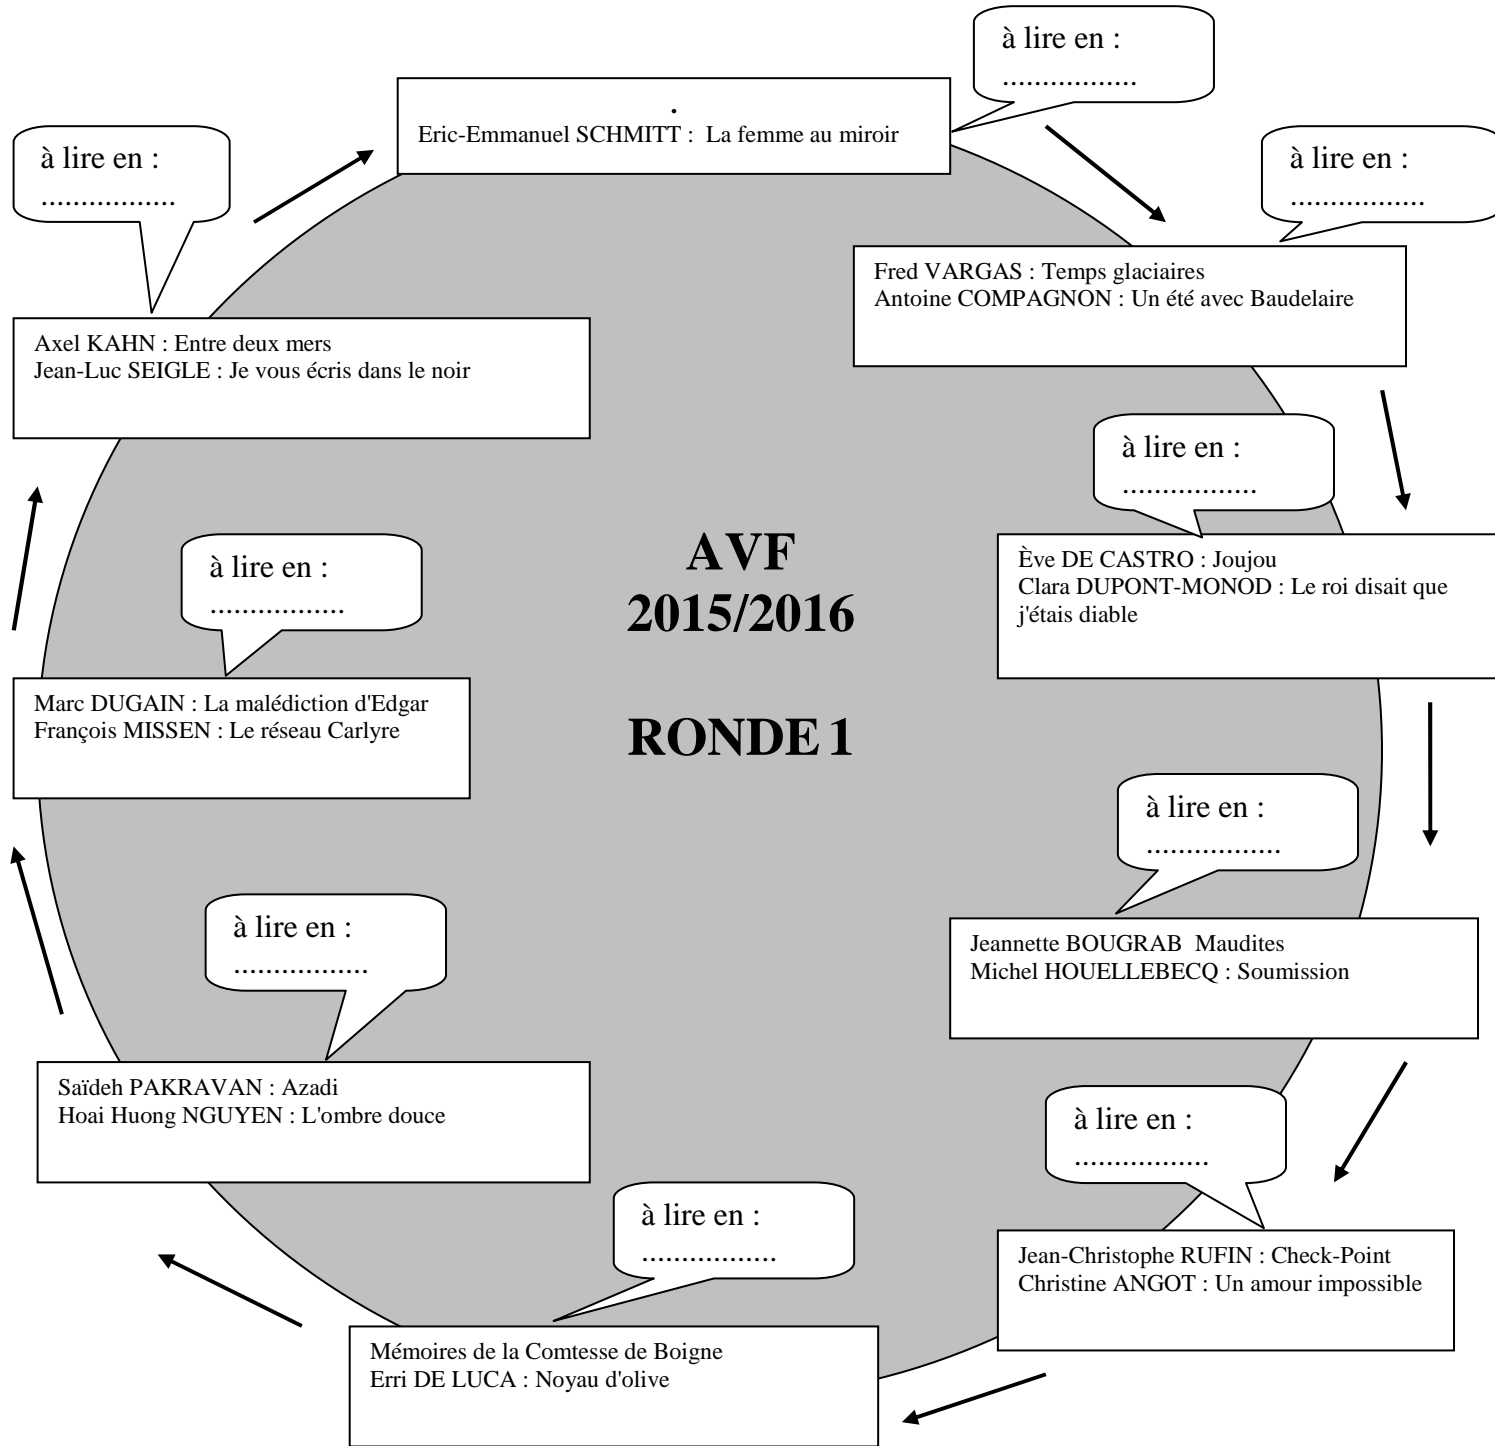 à lire en :
.................
.
Eric-Emmanuel SCHMITT :  La femme au miroir
à lire en :
.................
Fred VARGAS : Temps glaciaires
Antoine COMPAGNON : Un été avec Baudelaire
à lire en :
.................
Ève DE CASTRO : Joujou
Clara DUPONT-MONOD : Le roi disait que
j'étais diable
à lire en :
.................
Jeannette BOUGRAB  Maudites
Michel HOUELLEBECQ : Soumission
à lire en :
.................
Jean-Christophe RUFIN : Check-Point
Christine ANGOT : Un amour impossible
à lire en :
.................
Mémoires de la Comtesse de Boigne
Erri DE LUCA : Noyau d'olive
à lire en :
.................
Saïdeh PAKRAVAN : Azadi
Hoai Huong NGUYEN : L'ombre douce
à lire en :
.................
Marc DUGAIN : La malédiction d'Edgar
François MISSEN : Le réseau Carlyre
à lire en :
.................
Axel KAHN : Entre deux mers
Jean-Luc SEIGLE : Je vous écris dans le noir
AVF
2015/2016
RONDE 1